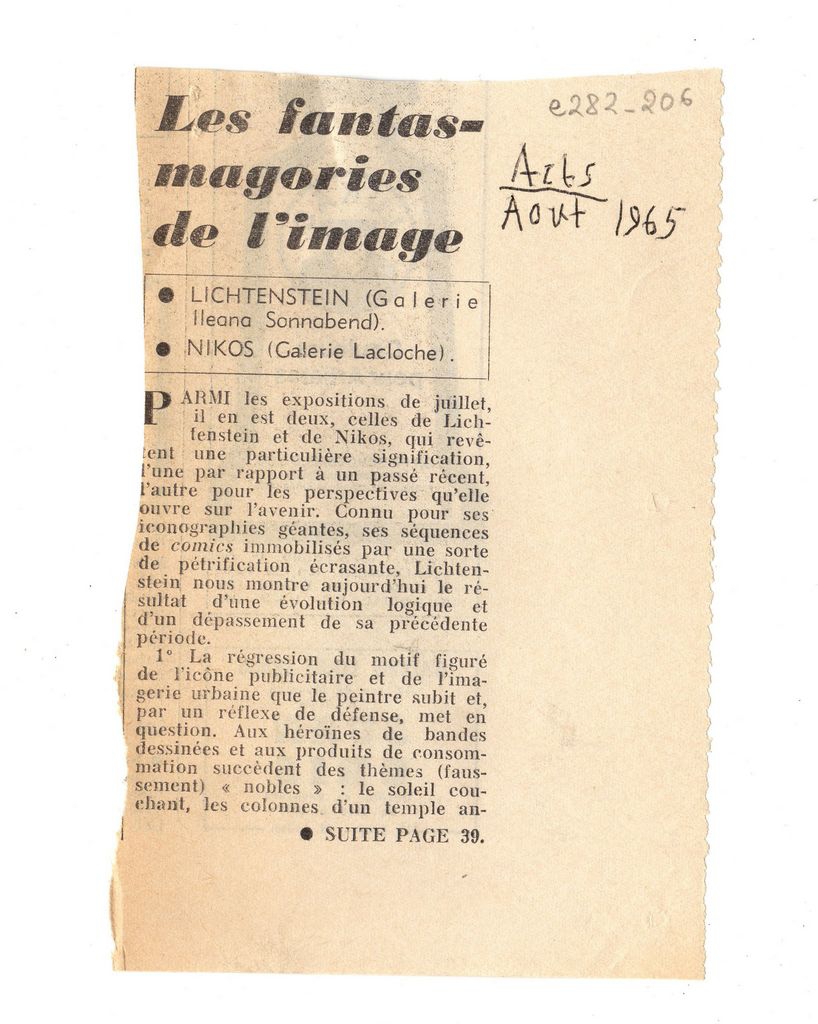 Les fantas-
magories
de l'image
e282-206
Arts
Aout 1965
● LICHTENSTEIN (Galerie
Ileana Sonnabend).
● NIKOS (Galerie Lacloche).
PARMI les expositions de juillet,
il en est deux, celles de Lich-
tenstein et de Nikos, qui revê-
tent une particulière signification,
l'une par rapport à un passé récent,
l'autre pour les perspectives qu'elle
ouvre sur l'avenir. Connu pour ses
iconographies géantes, ses séquences
de comics immobilisés par une sorte
de pétrification écrasante, Lichten-
stein nous montre aujourd'hui le ré-
sultat d'une évolution logique et
d'un dépassement de sa précédente
période.
1° La régression du motif figuré
de l'icône publicitaire et de l'ima-
gerie urbaine que le peintre subit et,
par un réflexe de défense, met en
question. Aux héroïnes de bandes
dessinées et aux produits de consom-
mation succèdent des thèmes (faus-
sement) « nobles » : le soleil cou-
chant, les colonnes d'un temple an-
● SUITE PAGE 39.